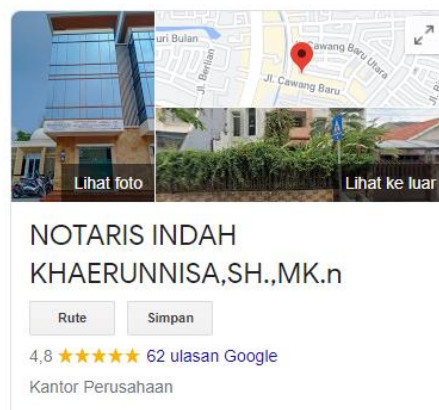 uri Bulan
Jl. Berlian
Cawang Baru Utara
Jl. Cawang Baru
Lihat foto
Lihat ke luar
NOTARIS INDAH
KHAERUNNISA,SH.,MK.n
Rute
Simpan
4,8 62 ulasan Google
Kantor Perusahaan